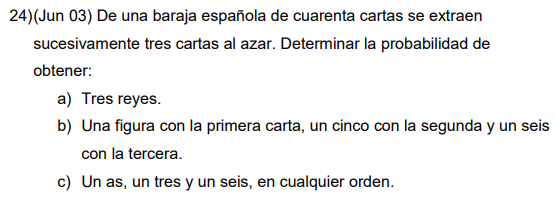 24)(Jun 03) De una baraja española de cuarenta cartas se extraen
sucesivamente tres cartas al azar. Determinar la probabilidad de
obtener:
a) Tres reyes.
b) Una figura con la primera carta, un cinco con la segunda y un seis
con la tercera.
c) Un as, un tres y un seis, en cualquier orden.